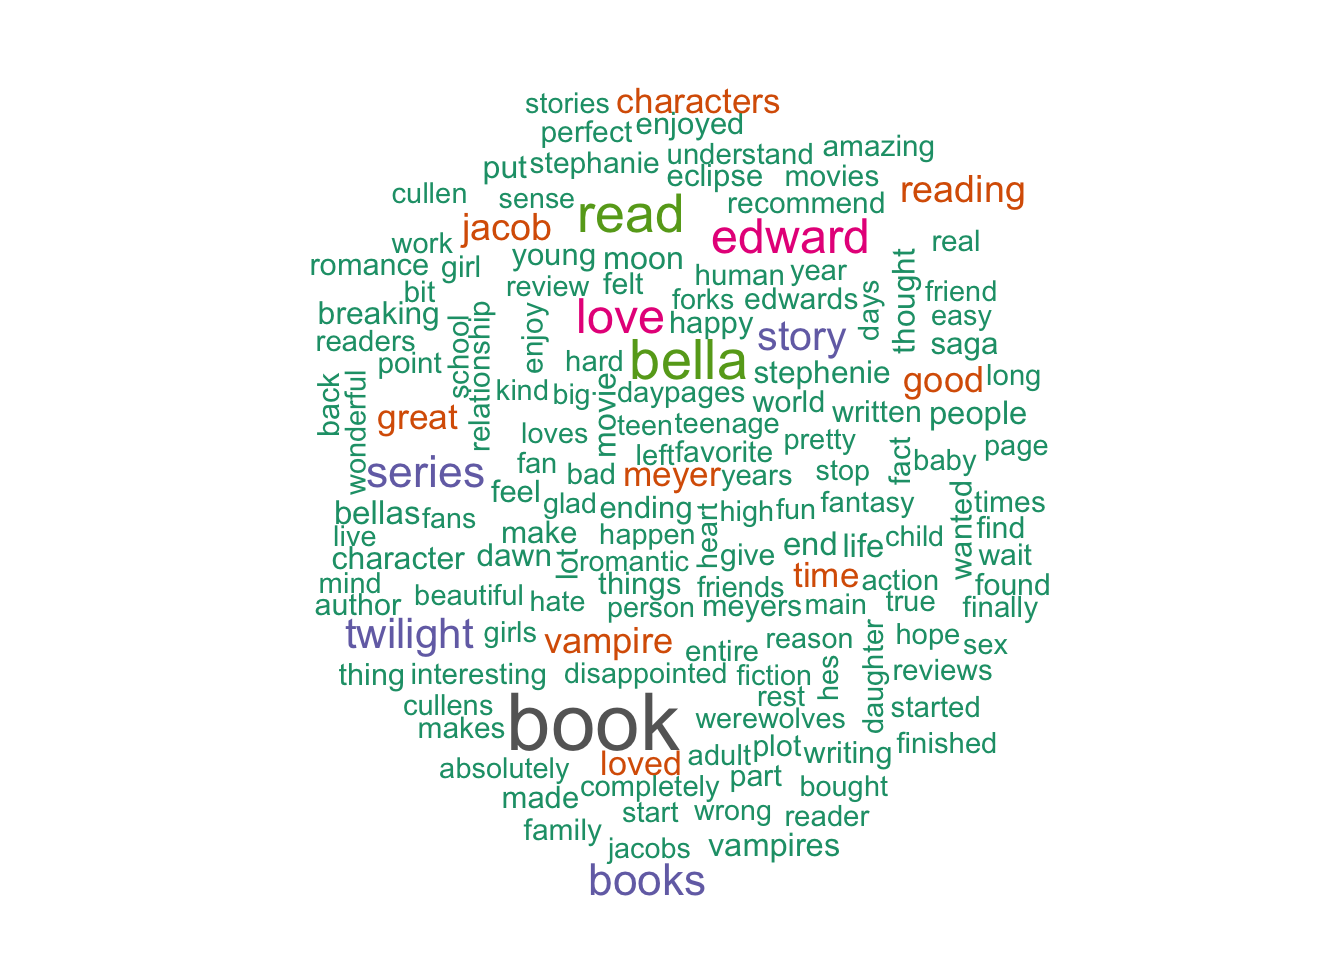 stories characters
perfect enjoyed
put stephanie understand amazing
cullen sense eclipse movies reading
jacob read recommend
work edward real
romance girl young moon human year thought
bit review felt forks edwards days friend
breaking love happy story easy
readers school relationship enjoy hard bella saga
point stephenie good long
back wonderful kind big movie daypages world written people
great loves teen teenage pretty page
series fan bad left favorite meyer years stop fact baby
feel glad ending heart high fun fantasy wanted times
bellas fans make happen end life child find
live character dawn lot romantic give wait
mind things friends time action found
author beautiful hate person meyers main true finally
twilight girls vampire entire reason daughter hope sex
thing interesting disappointed fiction hes reviews
cullens book rest started
makes werewolves
absolutely loved adult plot writing finished
made completely part bought
start wrong reader
family jacobs vampires
books